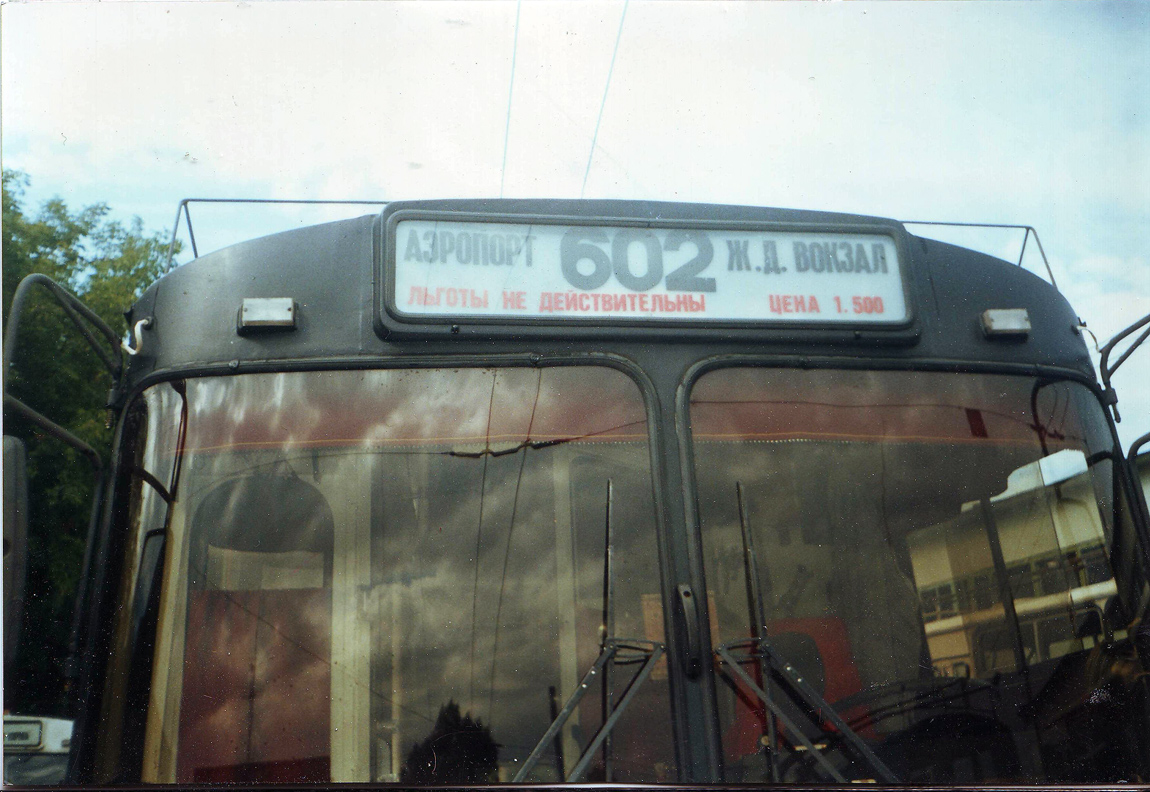 АЭРОПОРТ 602 Ж.Д. ВОКЗАЛ
ЛЬГОТЫ НЕ ДЕЙСТВИТЕЛЬНЫ ЦЕНА 1.500